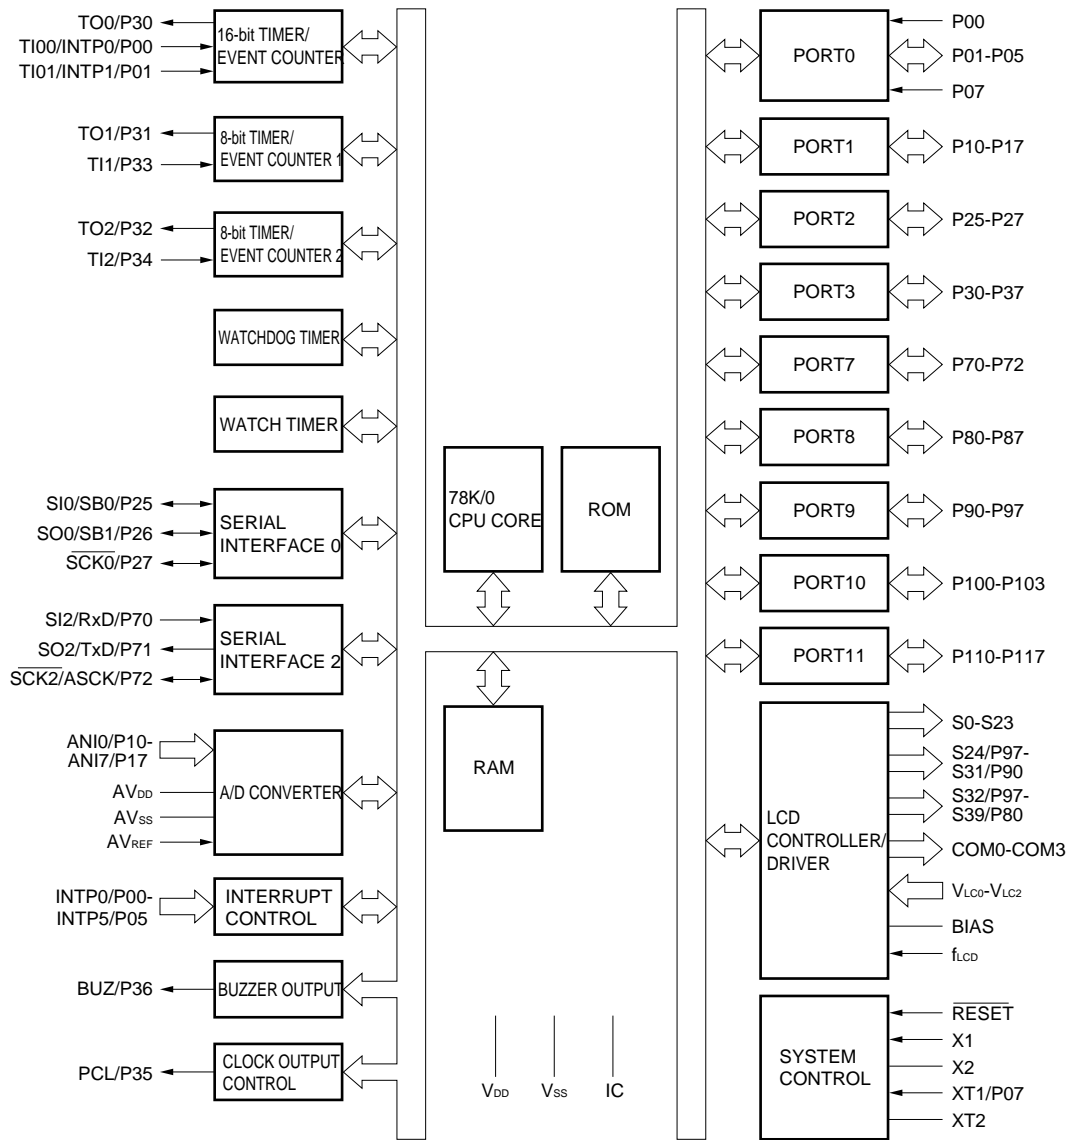 TO0/P30
TI00/INTP0/P00
TI01/INTP1/P01
16-bit TIMER/
EVENT COUNTER
TO1/P31
TI1/P33
8-bit TIMER/
EVENT COUNTER 1
TO2/P32
TI2/P34
8-bit TIMER/
EVENT COUNTER 2
WATCHDOG TIMER
WATCH TIMER
SI0/SB0/P25
SO0/SB1/P26
S̅C̅K̅0̅/P27
SERIAL
INTERFACE 0
SI2/RxD/P70
SO2/TxD/P71
S̅C̅K̅2̅/ASCK/P72
SERIAL
INTERFACE 2
ANI0/P10-
ANI7/P17
AVDD
AVSS
AVREF
A/D CONVERTER
INTP0/P00-
INTP5/P05
INTERRUPT
CONTROL
BUZ/P36
BUZZER OUTPUT
PCL/P35
CLOCK OUTPUT
CONTROL
78K/0
CPU CORE
ROM
RAM
VDD
VSS
IC
PORT0
P00
P01-P05
P07
PORT1
P10-P17
PORT2
P25-P27
PORT3
P30-P37
PORT7
P70-P72
PORT8
P80-P87
PORT9
P90-P97
PORT10
P100-P103
PORT11
P110-P117
LCD
CONTROLLER/
DRIVER
S0-S23
S24/P97-
S31/P90
S32/P97-
S39/P80
COM0-COM3
VLC0-VLC2
BIAS
fLCD
SYSTEM
CONTROL
R̅E̅S̅E̅T̅
X1
X2
XT1/P07
XT2